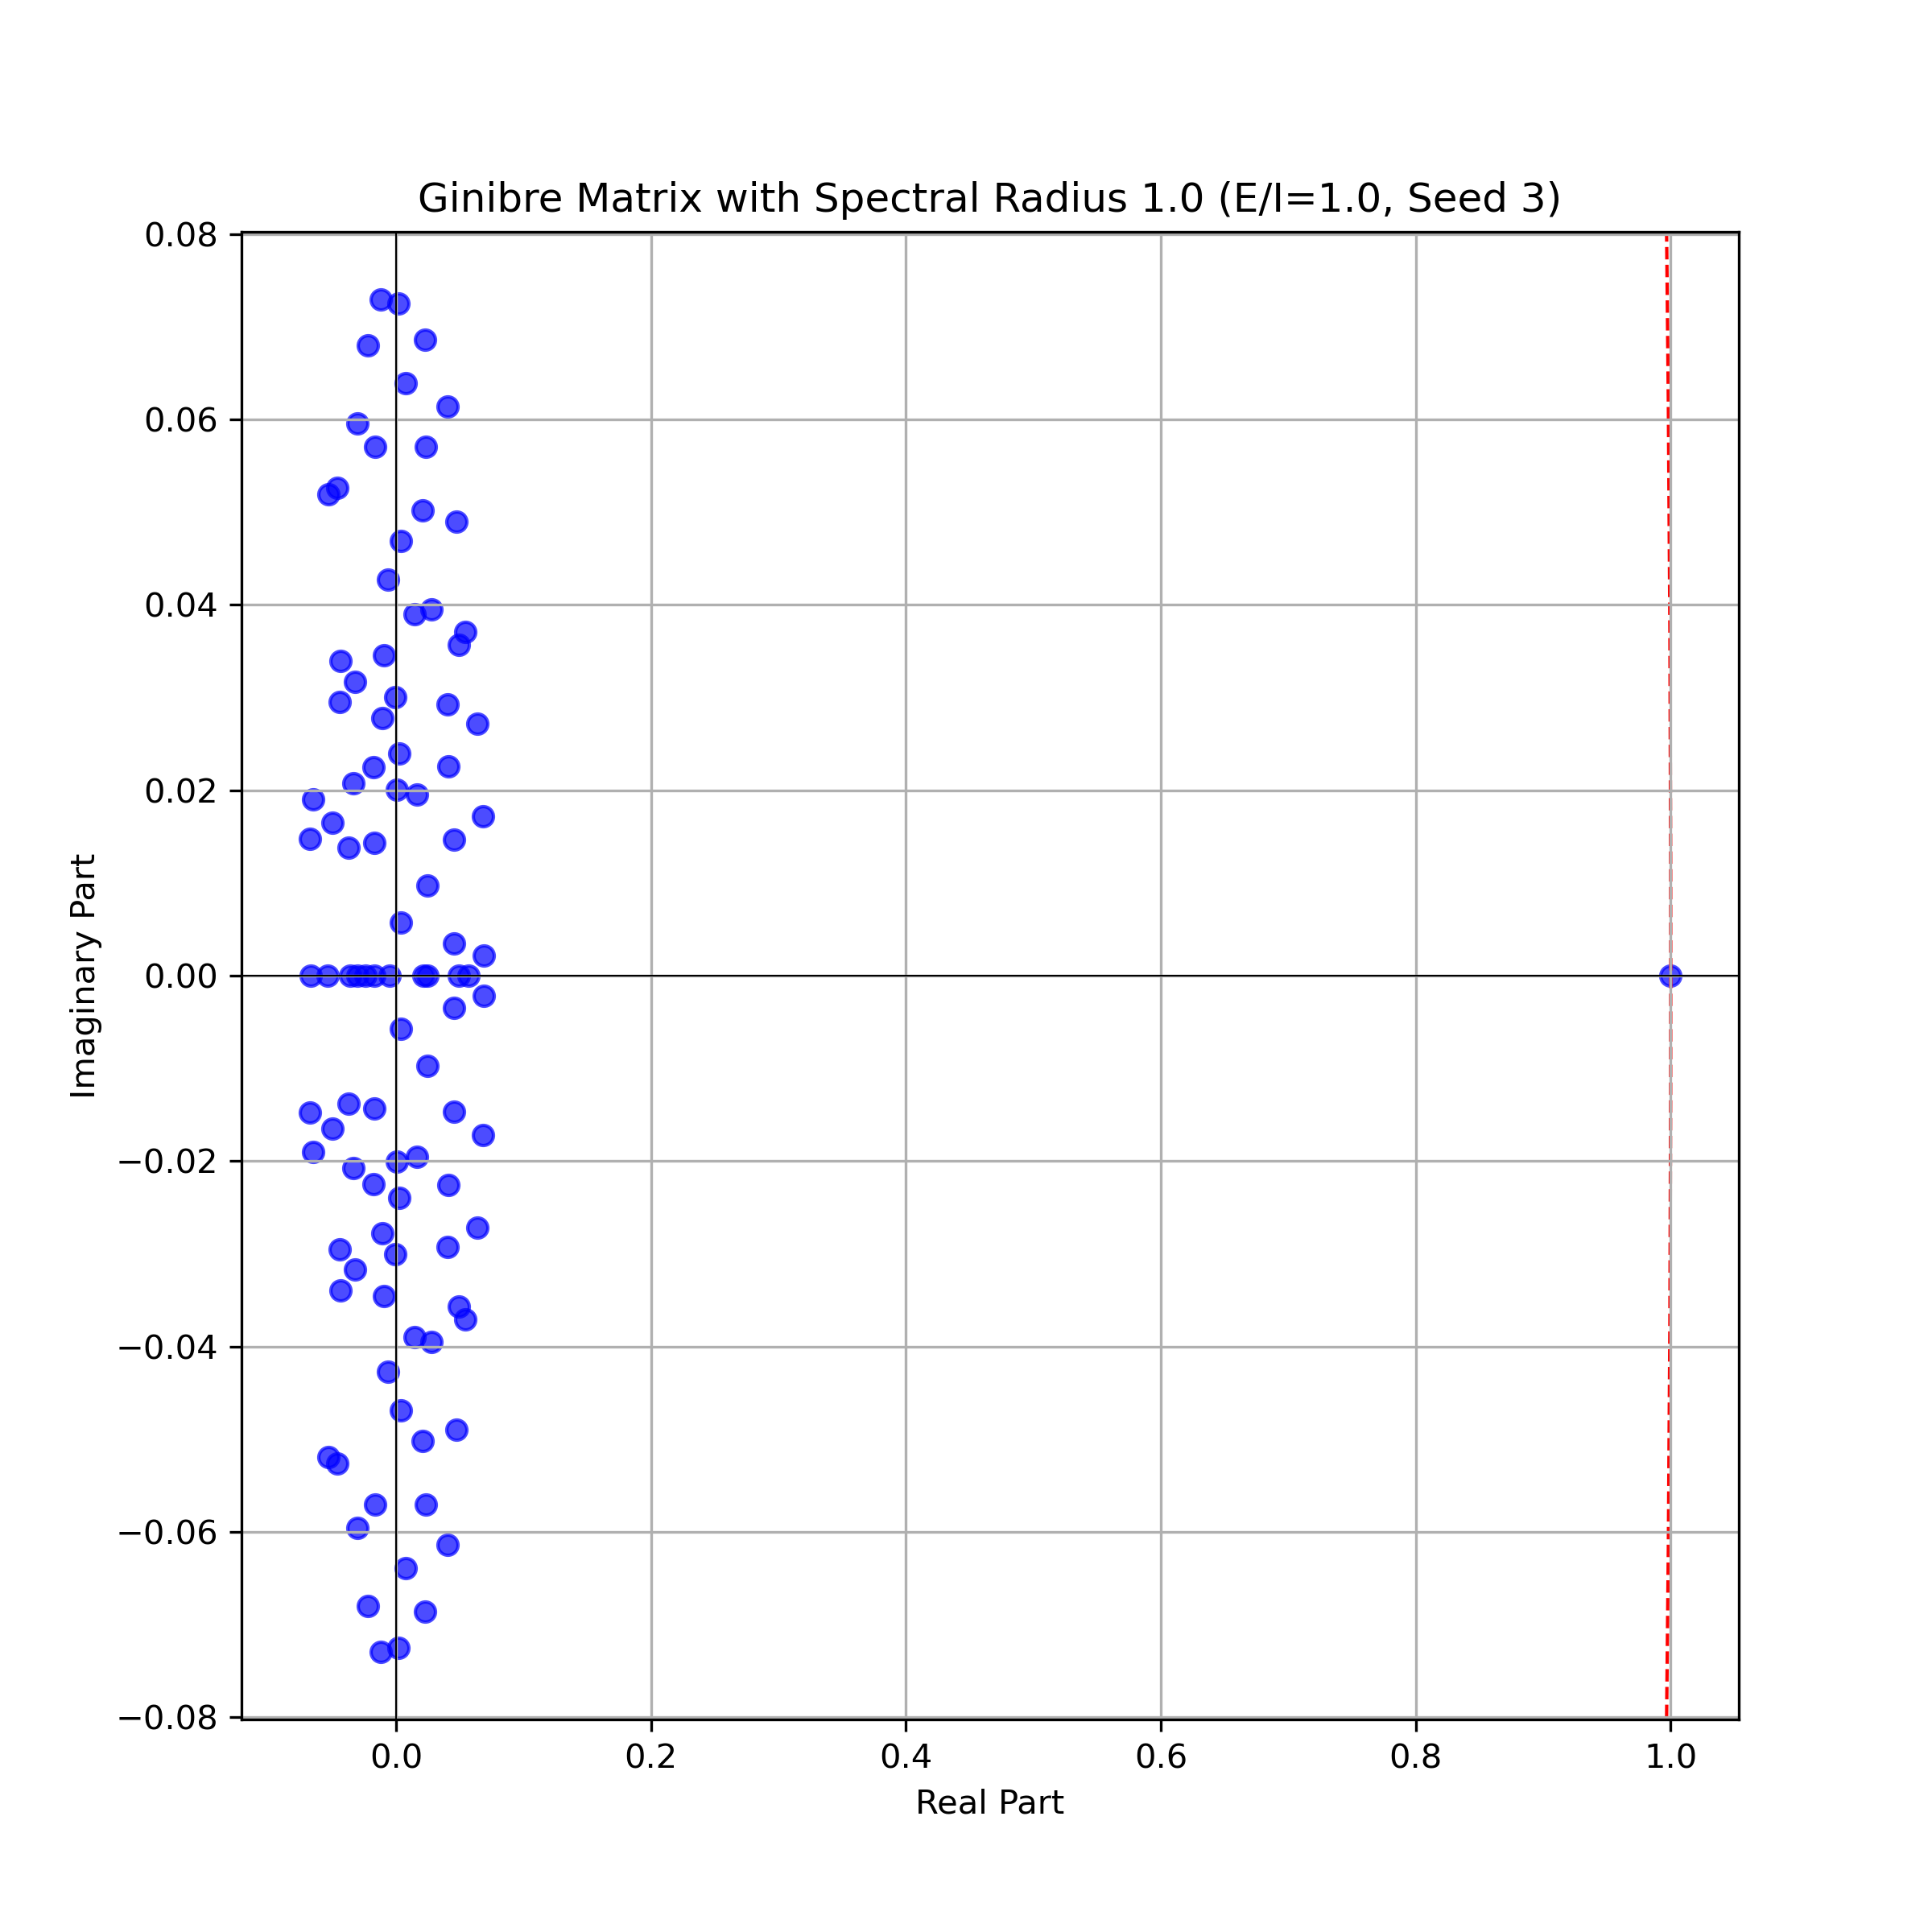 Ginibre Matrix with Spectral Radius 1.0 (E/I=1.0, Seed 3)
0.08
0.06
0.04
0.02
0.00
−0.02
−0.04
−0.06
−0.08
Imaginary Part
0.0 0.2 0.4 0.6 0.8 1.0
Real Part